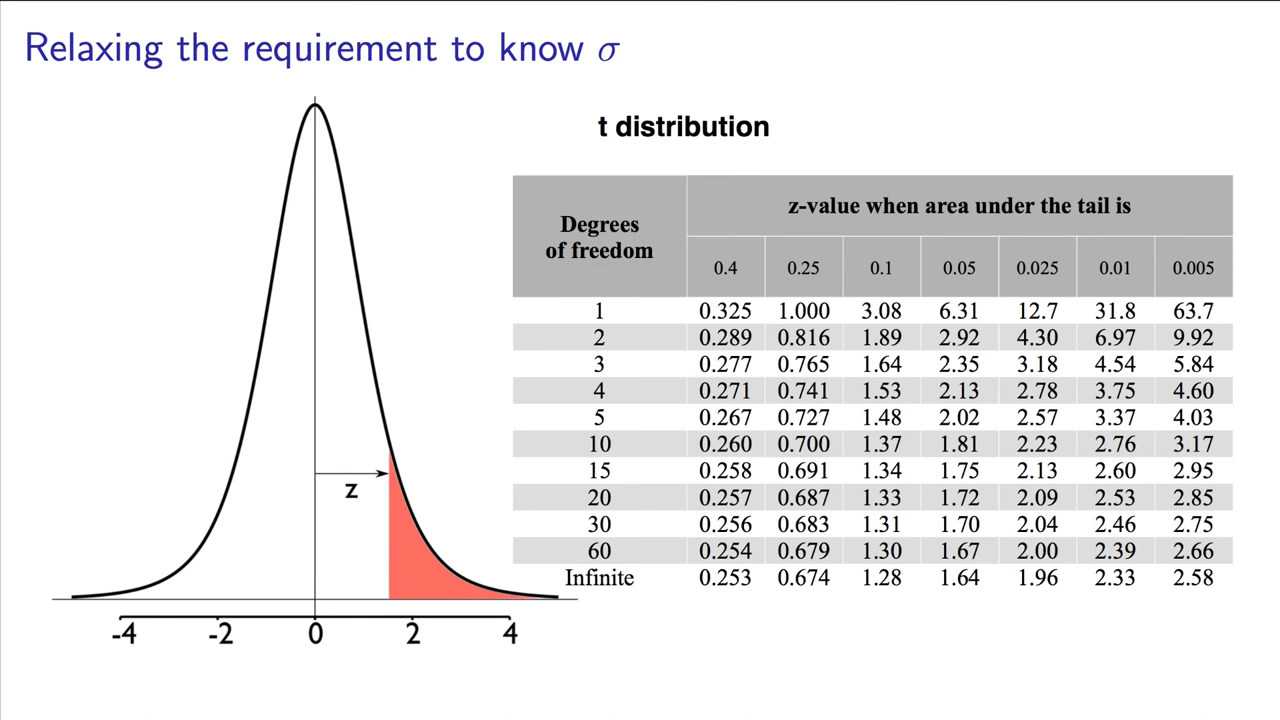 Relaxing the requirement to know σ
t distribution
Degrees of freedom
z-value when area under the tail is
0.4 0.25 0.1 0.05 0.025 0.01 0.005
1 0.325 1.000 3.08 6.31 12.7 31.8 63.7
2 0.289 0.816 1.89 2.92 4.30 6.97 9.92
3 0.277 0.765 1.64 2.35 3.18 4.54 5.84
4 0.271 0.741 1.53 2.13 2.78 3.75 4.60
5 0.267 0.727 1.48 2.02 2.57 3.37 4.03
10 0.260 0.700 1.37 1.81 2.23 2.76 3.17
15 0.258 0.691 1.34 1.75 2.13 2.60 2.95
20 0.257 0.687 1.33 1.72 2.09 2.53 2.85
30 0.256 0.683 1.31 1.70 2.04 2.46 2.75
60 0.254 0.679 1.30 1.67 2.00 2.39 2.66
Infinite 0.253 0.674 1.28 1.64 1.96 2.33 2.58
z
-4 -2 0 2 4